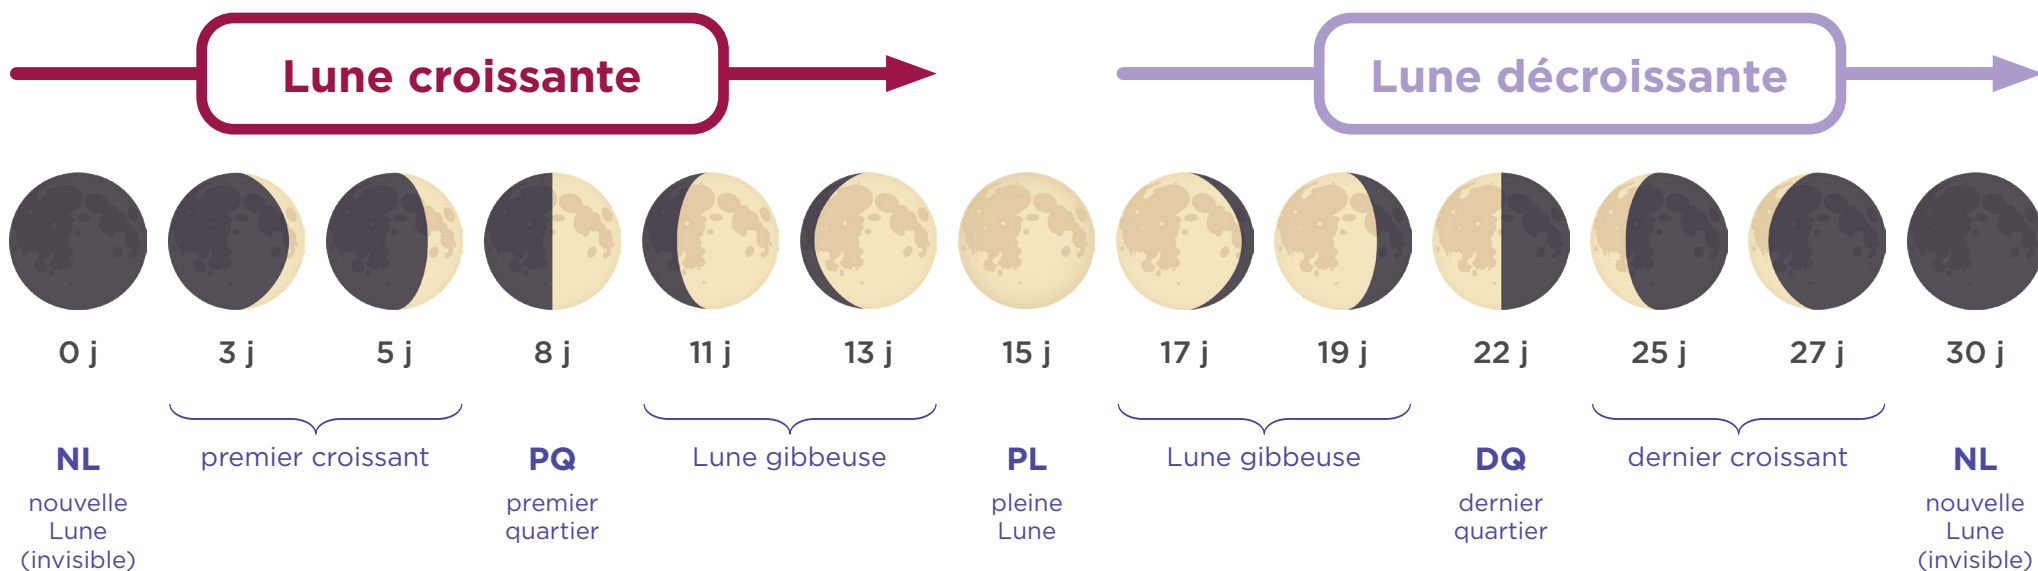 Lune croissante
Lune décroissante
0 j
3 j
5 j
8 j
11 j
13 j
15 j
17 j
19 j
22 j
25 j
27 j
30 j
NL
nouvelle
Lune
(invisible)
premier croissant
PQ
premier
quartier
Lune gibbeuse
PL
pleine
Lune
Lune gibbeuse
DQ
dernier
quartier
dernier croissant
NL
nouvelle
Lune
(invisible)